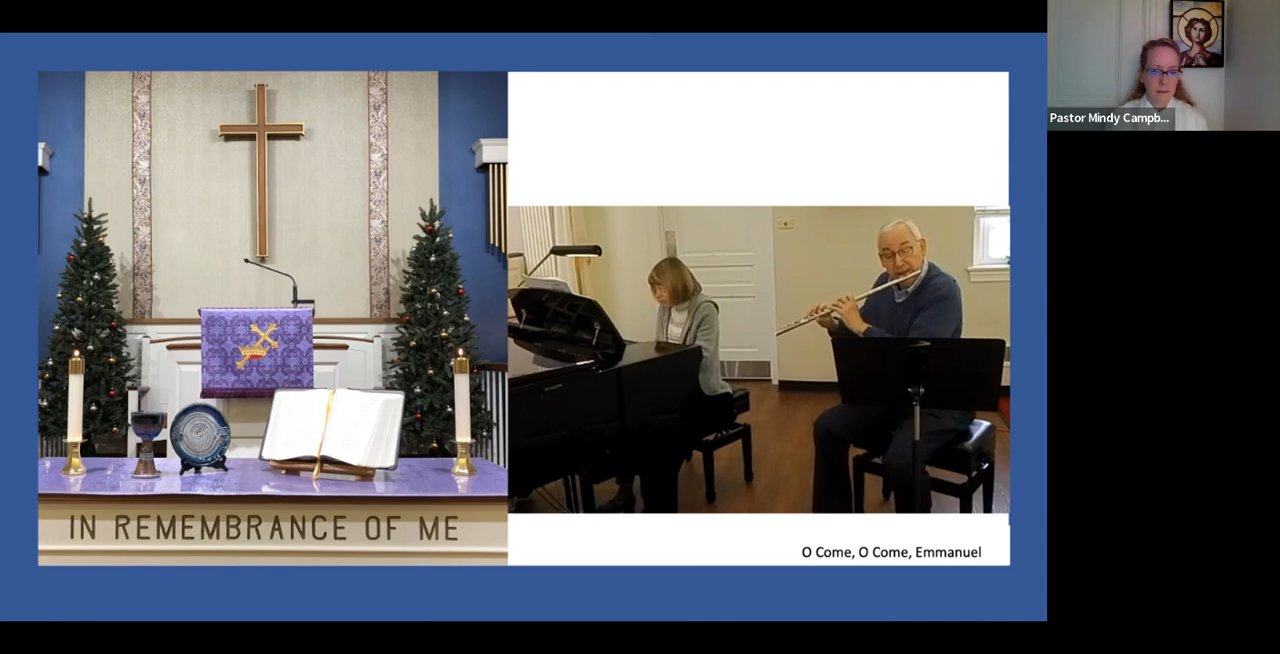 Pastor Mindy Campb...
IN REMEMBRANCE OF ME
O Come, O Come, Emmanuel